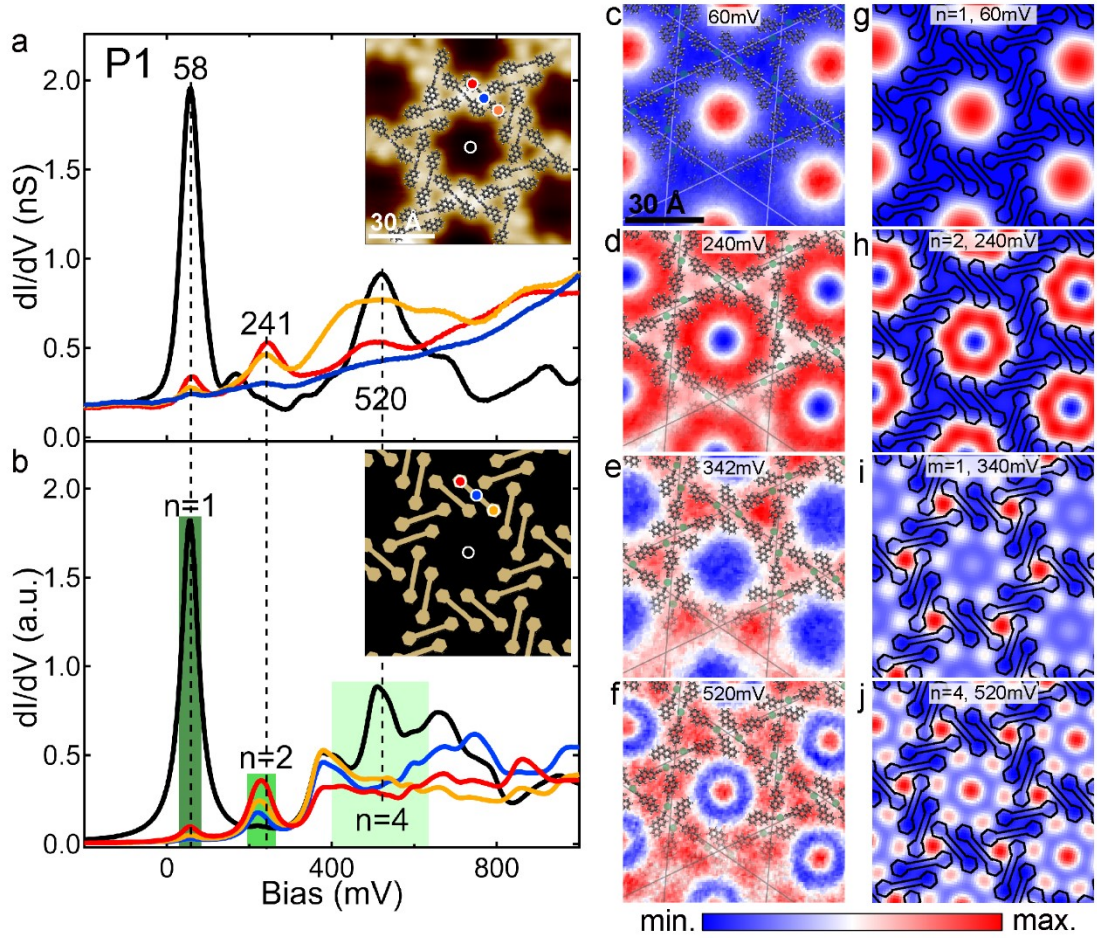 a
P1
58
241
520
30 Å
2.0
1.5
1.0
0.5
0.0
dI/dV (nS)
b
n=1
n=2
n=4
2.0
1.5
1.0
0.5
0.0
dI/dV (a.u.)
0
400
800
Bias (mV)
c
60mV
30 Å
g
n=1, 60mV
d
240mV
h
n=2, 240mV
e
342mV
i
m=1, 340mV
f
520mV
j
n=4, 520mV
min.
max.